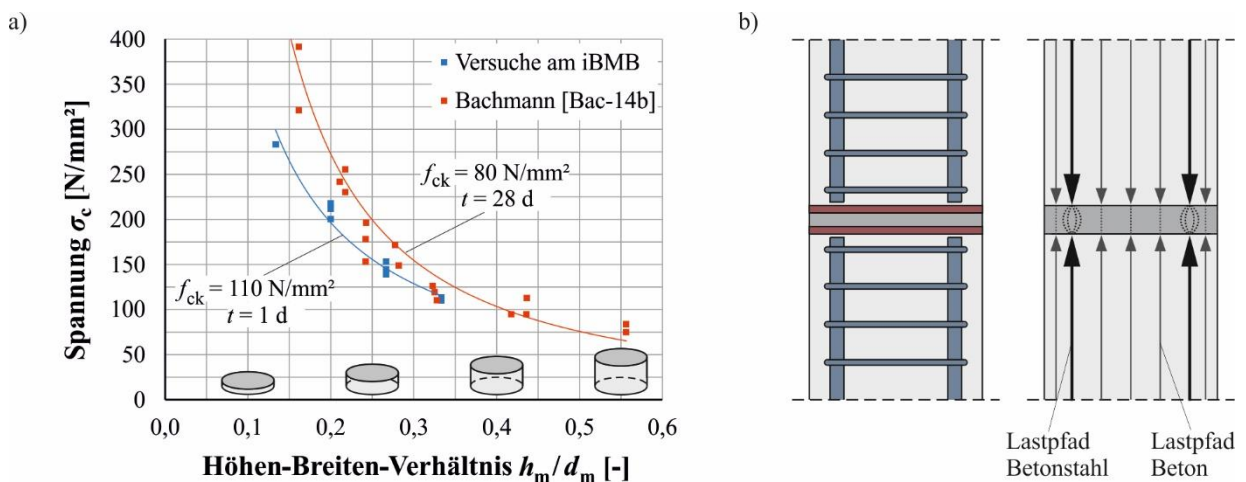 a)
b)
400
350
300
250
200
150
100
50
0
Spannung σc [N/mm²]
Versuche am iBMB
Bachmann [Bac-14b]
fck = 80 N/mm²
t = 28 d
fck = 110 N/mm²
t = 1 d
0,0 0,1 0,2 0,3 0,4 0,5 0,6
Höhen-Breiten-Verhältnis hm/dm [-]
Lastpfad
Betonstahl
Lastpfad
Beton